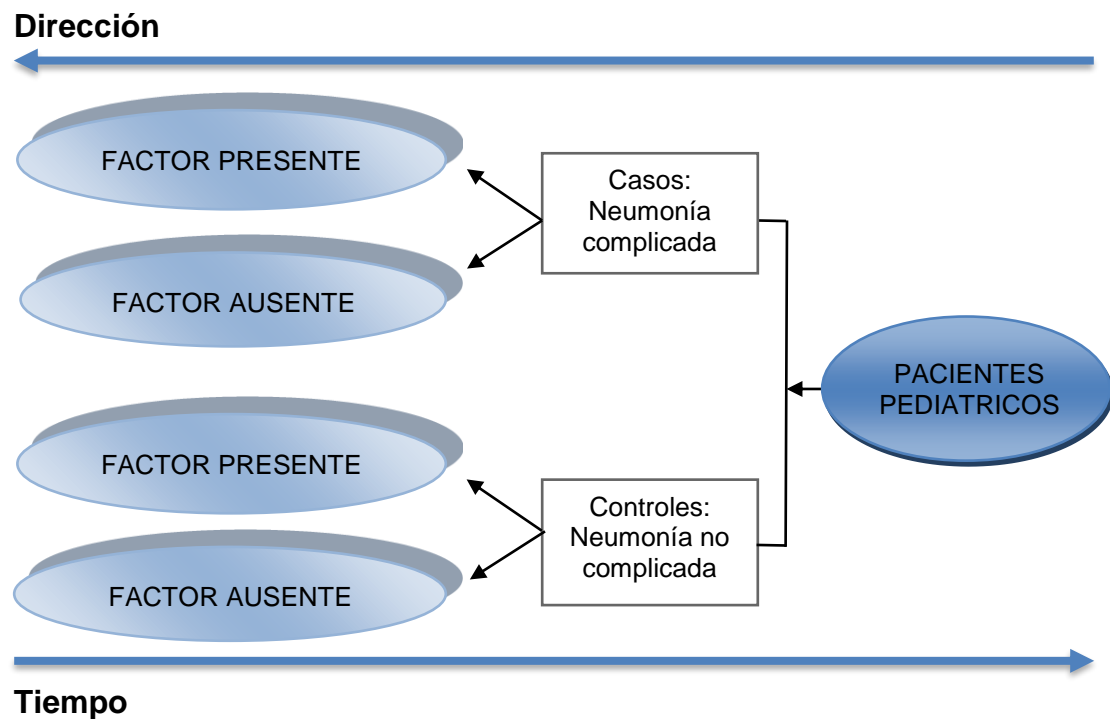 Dirección
FACTOR PRESENTE
FACTOR AUSENTE
Casos:
Neumonía
complicada
PACIENTES
PEDIATRICOS
FACTOR PRESENTE
FACTOR AUSENTE
Controles:
Neumonía no
complicada
Tiempo